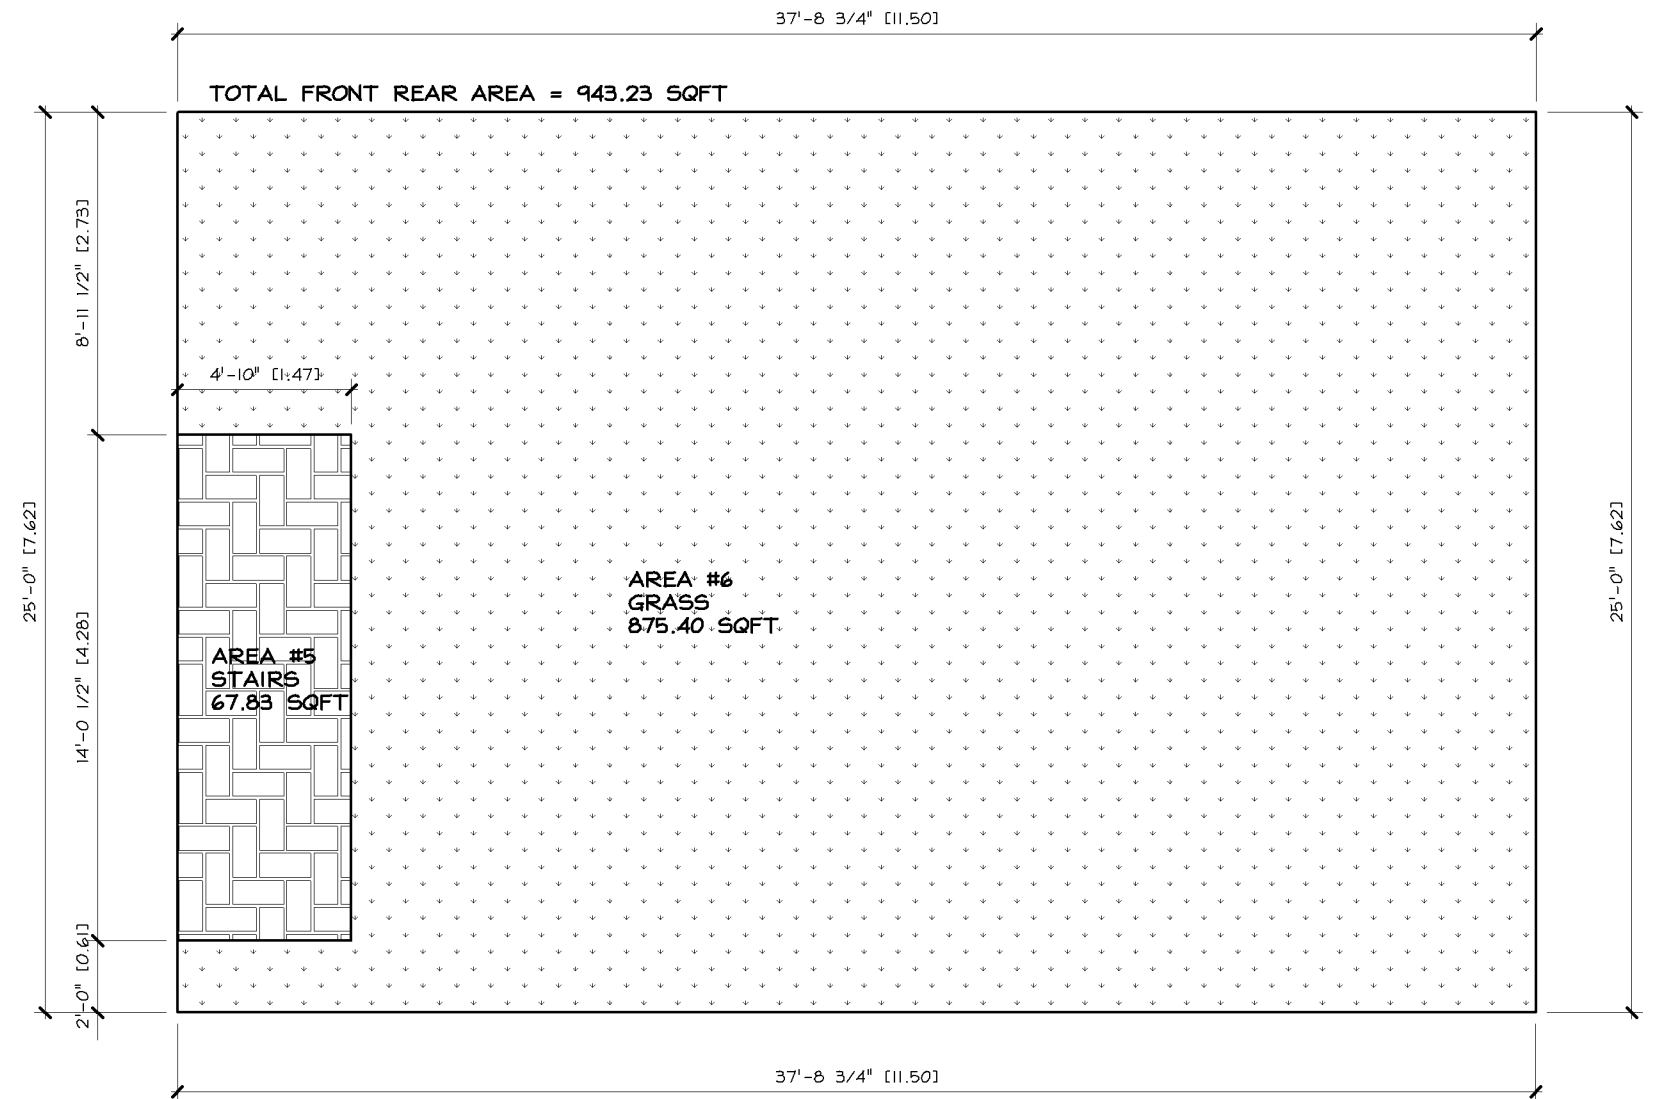 37'-8 3/4" [11.50]
TOTAL FRONT REAR AREA = 943.23 SQFT
8'-11 1/2" [2.73]
4'-10" [1.47]
25'-0" [7.62]
25'-0" [7.62]
AREA #6
GRASS
875.40 SQFT
14'-0 1/2" [4.28]
AREA #5
STAIRS
67.83 SQFT
2'-0" [0.61]
37'-8 3/4" [11.50]